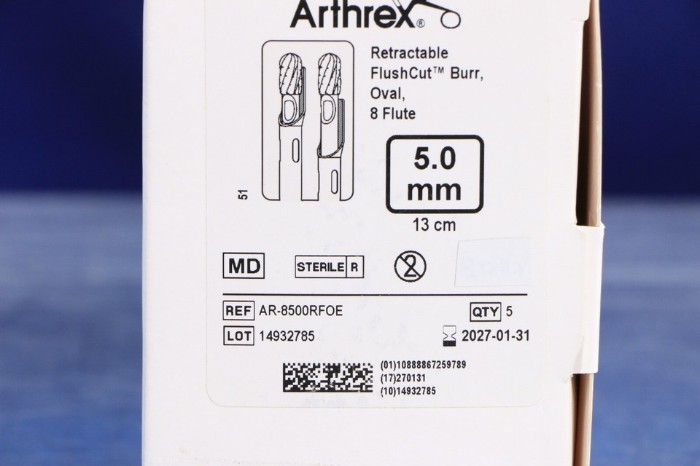 Arthrex®
Retractable
FlushCut™ Burr,
Oval,
8 Flute
5.0
mm
13 cm
51
MD
STERILE R
2
REF AR-8500RFOE
QTY 5
LOT 14932785
2027-01-31
(01)10888867259789
(17)270131
(10)14932785